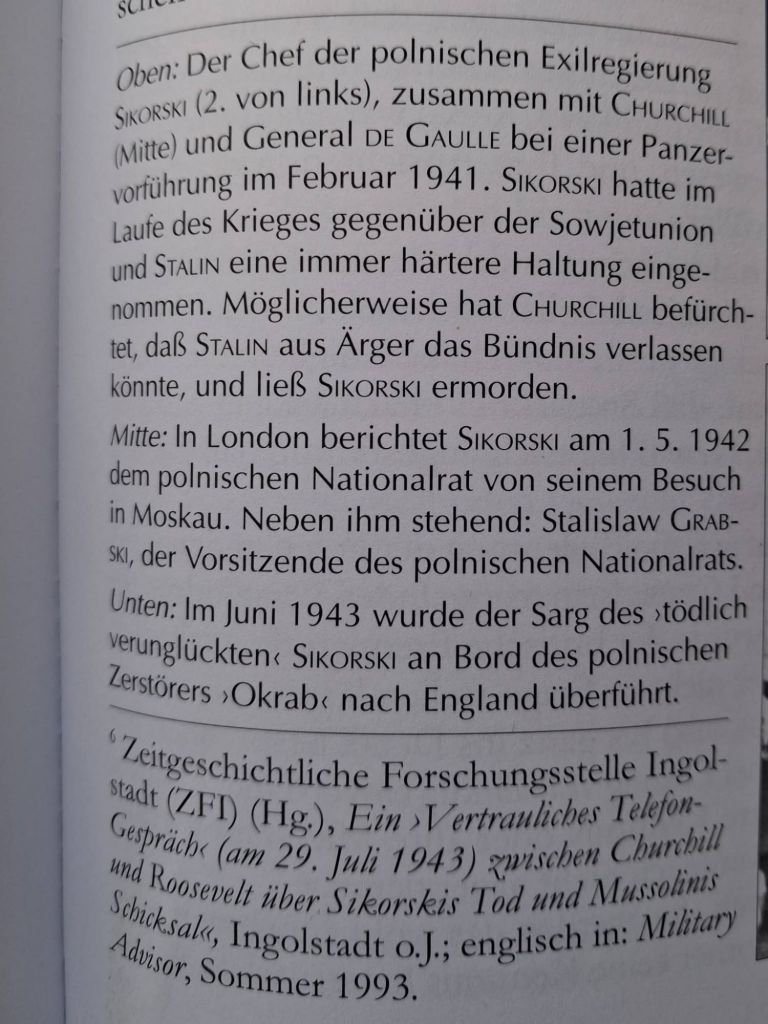 Oben: Der Chef der polnischen Exilregierung
SIKORSKI (2. von links), zusammen mit CHURCHILL
(Mitte) und General DE GAULLE bei einer Panzer-
vorführung im Februar 1941. SIKORSKI hatte im
Laufe des Krieges gegenüber der Sowjetunion
und STALIN eine immer härtere Haltung einge-
nommen. Möglicherweise hat CHURCHILL befürch-
tet, daß STALIN aus Ärger das Bündnis verlassen
könnte, und ließ SIKORSKI ermorden.
Mitte: In London berichtet SIKORSKI am 1. 5. 1942
dem polnischen Nationalrat von seinem Besuch
in Moskau. Neben ihm stehend: Stalislaw GRAB-
SKI, der Vorsitzende des polnischen Nationalrats.
Unten: Im Juni 1943 wurde der Sarg des ›tödlich
verunglückten‹ SIKORSKI an Bord des polnischen
Zerstörers ›Okrab‹ nach England überführt.
⁶ Zeitgeschichtliche Forschungsstelle Ingol-
stadt (ZFI) (Hg.), Ein ›Vertrauliches Telefon-
Gespräch‹ (am 29. Juli 1943) zwischen Churchill
und Roosevelt über Sikorskis Tod und Mussolinis
Schicksal«, Ingolstadt o.J.; englisch in: Military
Advisor, Sommer 1993.